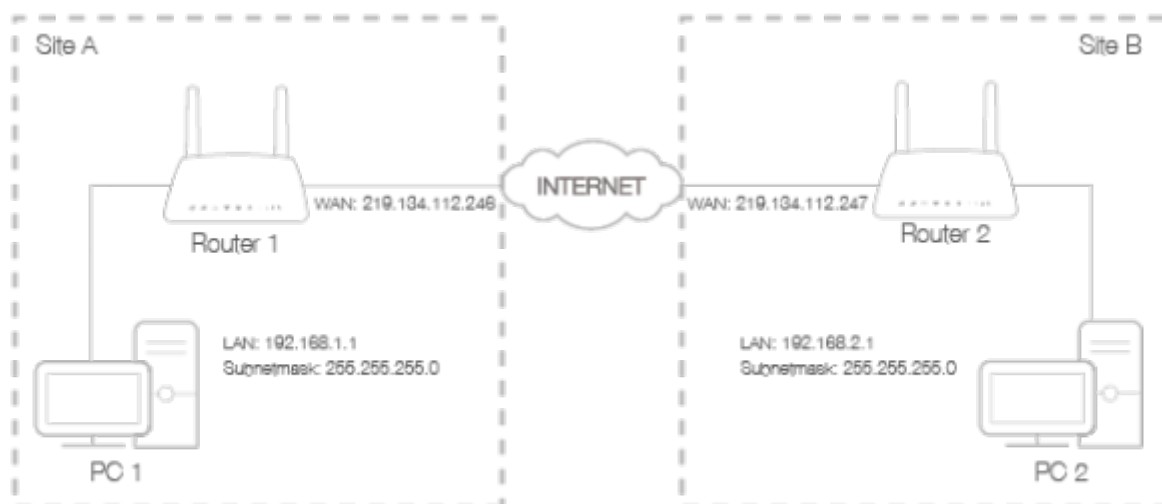 Site A
Site B
INTERNET
WAN: 219.134.112.246
WAN: 219.134.112.247
Router 1
Router 2
LAN: 192.168.1.1
Subnetmask: 255.255.255.0
LAN: 192.168.2.1
Subnetmask: 255.255.255.0
PC 1
PC 2